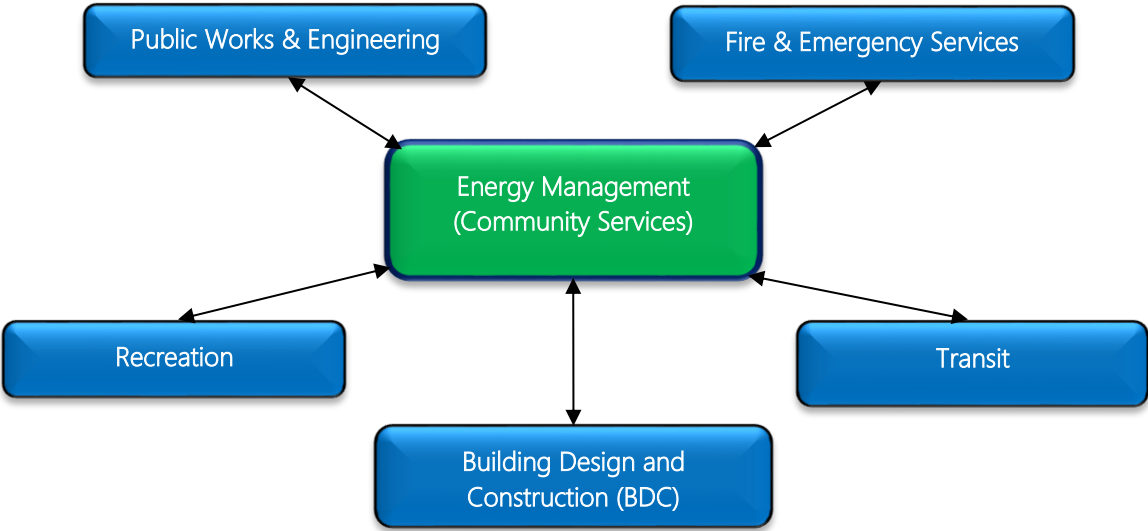 Public Works & Engineering
Fire & Emergency Services
Energy Management
(Community Services)
Recreation
Transit
Building Design and
Construction (BDC)